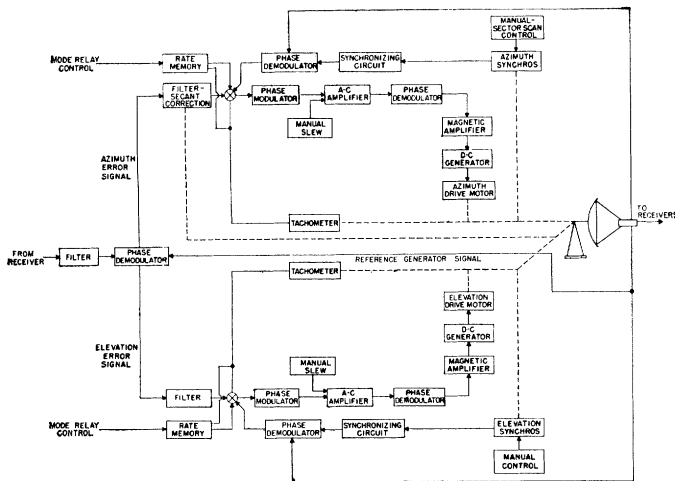 MANUAL-
SECTOR SCAN
CONTROL
MODE RELAY
CONTROL
RATE
MEMORY
PHASE
DEMODULATOR
SYNCHRONIZING
CIRCUIT
AZIMUTH
SYNCHROS
FILTER-
SECANT
CORRECTION
PHASE
MODULATOR
A-C
AMPLIFIER
PHASE
DEMODULATOR
MANUAL
SLEW
MAGNETIC
AMPLIFIER
D-C
GENERATOR
AZIMUTH
DRIVE MOTOR
AZIMUTH
ERROR
SIGNAL
TACHOMETER
TO
RECEIVERS
FROM
RECEIVER
FILTER
PHASE
DEMODULATOR
REFERENCE GENERATOR SIGNAL
TACHOMETER
ELEVATION
DRIVE MOTOR
D-C
GENERATOR
MAGNETIC
AMPLIFIER
ELEVATION
ERROR
SIGNAL
MANUAL
SLEW
FILTER
PHASE
MODULATOR
A-C
AMPLIFIER
PHASE
DEMODULATOR
MODE RELAY
CONTROL
RATE
MEMORY
PHASE
DEMODULATOR
SYNCHRONIZING
CIRCUIT
ELEVATION
SYNCHROS
MANUAL
CONTROL